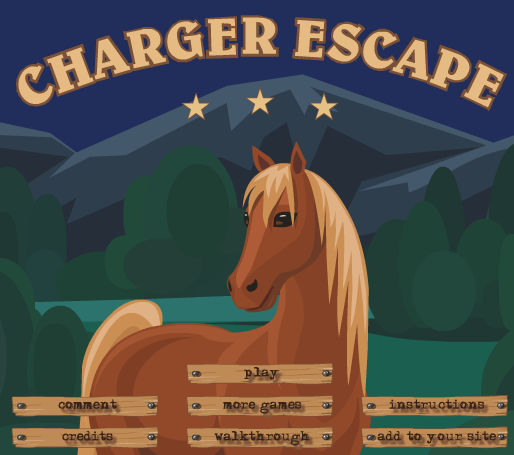 CHARGER ESCAPE
play
comment
more games
instructions
credits
walkthrough
add to your site